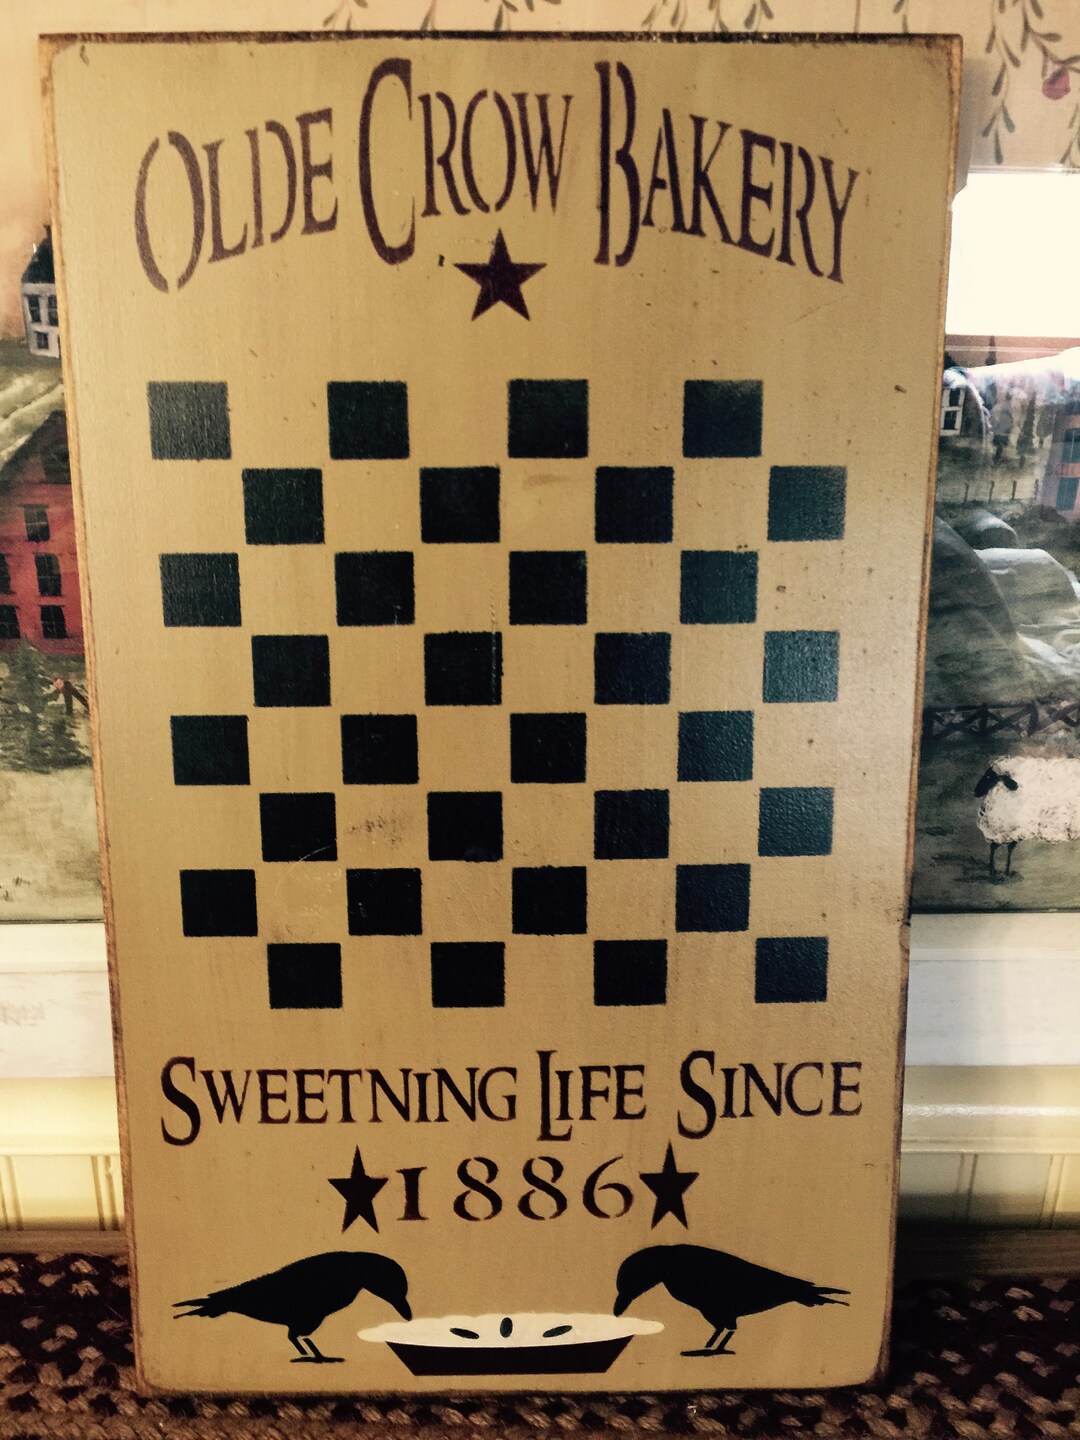 OLDE CROW BAKERY
SWEETNING LIFE SINCE
1886